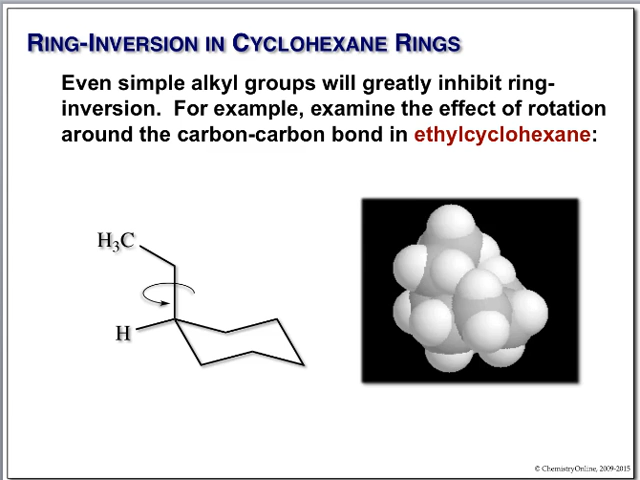 RING-INVERSION IN CYCLOHEXANE RINGS
Even simple alkyl groups will greatly inhibit ring-
inversion. For example, examine the effect of rotation
around the carbon-carbon bond in ethylcyclohexane:
H₃C
H
© ChemistryOnline, 2009-2015